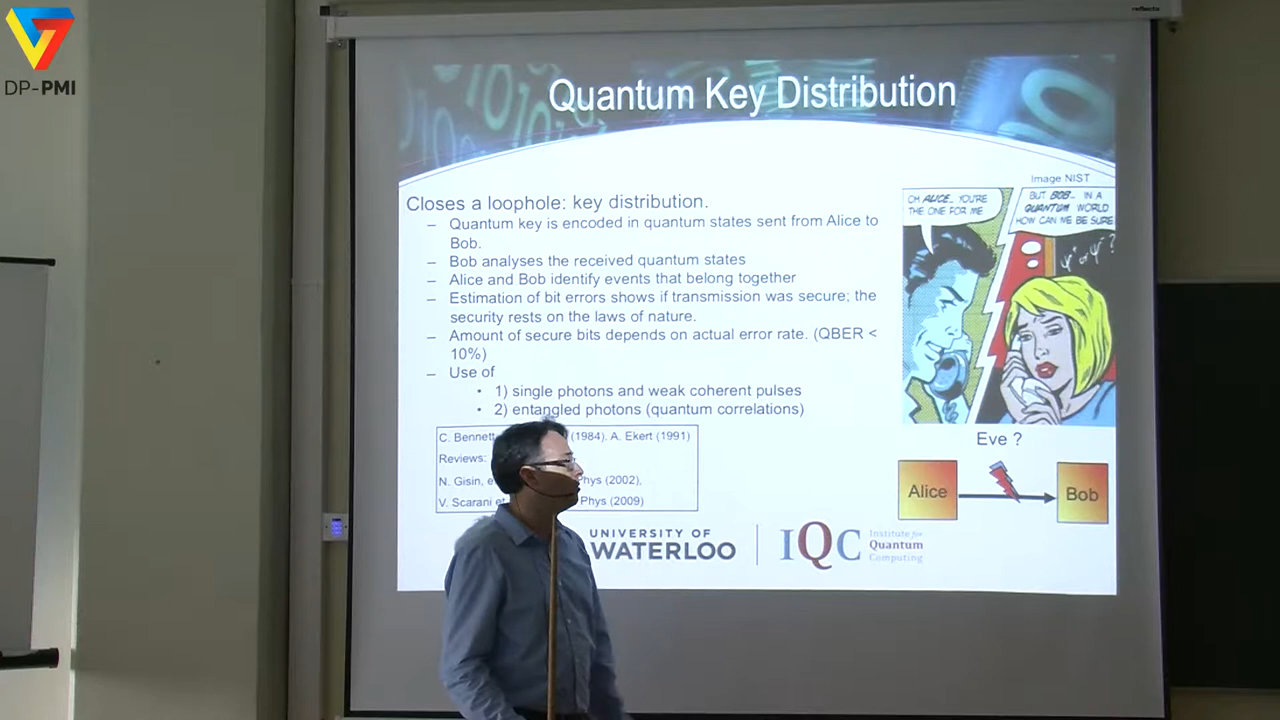 DP-PMI
reflecta
Quantum Key Distribution
Image NIST
Closes a loophole: key distribution.
– Quantum key is encoded in quantum states sent from Alice to
Bob.
– Bob analyses the received quantum states
– Alice and Bob identify events that belong together
– Estimation of bit errors shows if transmission was secure; the
security rests on the laws of nature.
– Amount of secure bits depends on actual error rate. (QBER <
10%)
– Use of
• 1) single photons and weak coherent pulses
• 2) entangled photons (quantum correlations)
OH ALICE.. YOU'RE
THE ONE FOR ME
BUT BOB.. IN A
QUANTUM WORLD
HOW CAN WE BE SURE
C. Bennett (1984). A. Ekert (1991)
Reviews:
N. Gisin, Phys (2002),
V. Scarani Phys (2009)
Eve ?
Alice
Bob
UNIVERSITY OF
WATERLOO
IQC
Institute for
Quantum
Computing